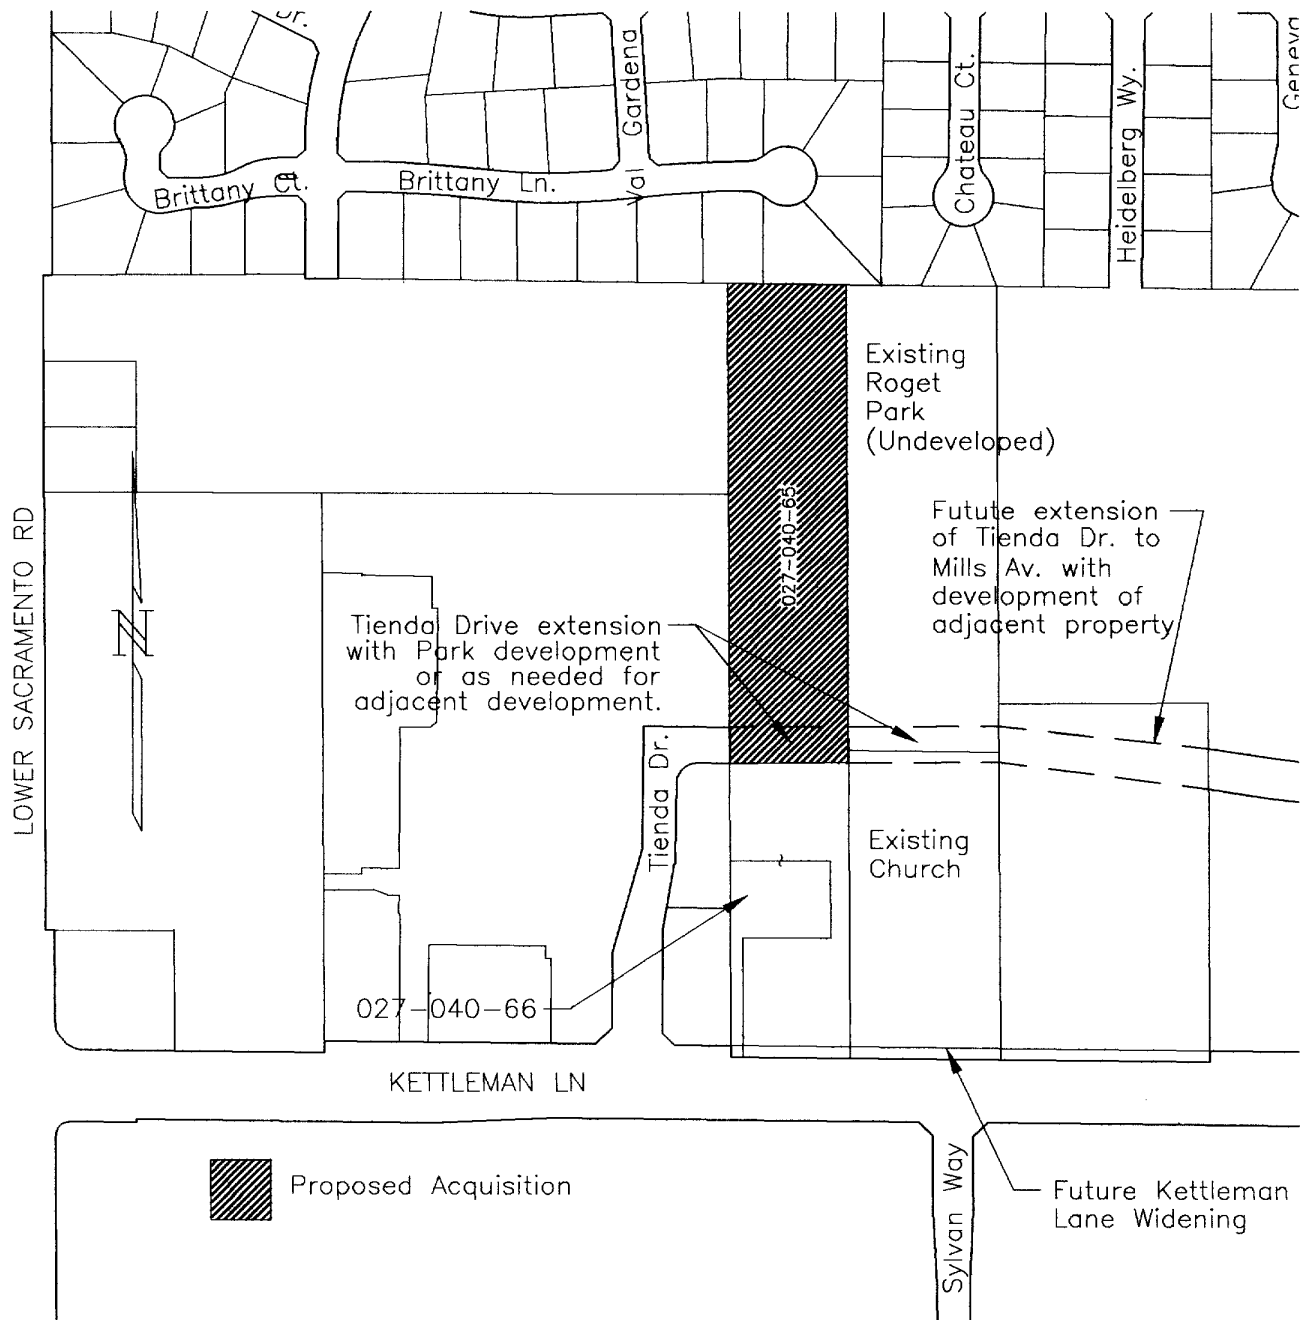 Dr.
Val Gardena
Chateau Ct.
Heidelberg Wy.
Geneva
Brittany Ct.
Brittany Ln.
Existing
Roget
Park
(Undeveloped)
027-040-65
Futute extension
of Tienda Dr. to
Mills Av. with
development of
adjacent property
LOWER SACRAMENTO RD
N
Tienda Drive extension
with Park development
or as needed for
adjacent development.
Tienda Dr.
Existing
Church
027-040-66
KETTLEMAN LN
Proposed Acquisition
Sylvan Way
Future Kettleman
Lane Widening